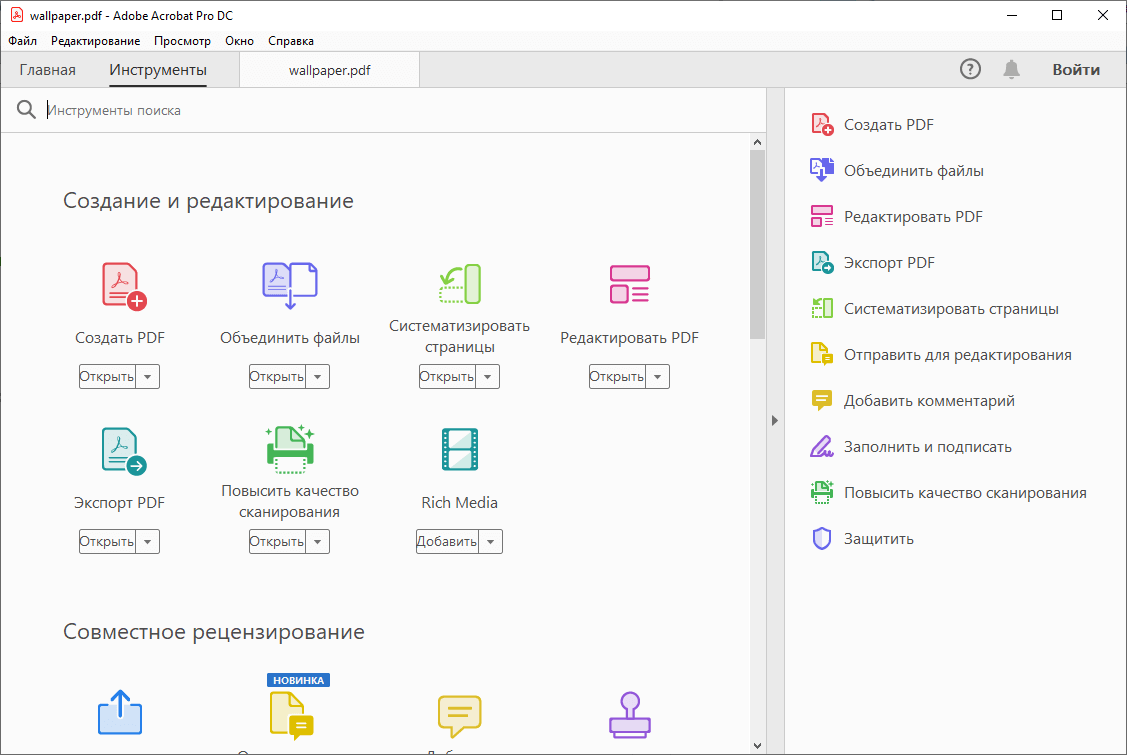 wallpaper.pdf - Adobe Acrobat Pro DC
Файл Редактирование Просмотр Окно Справка
Главная Инструменты wallpaper.pdf Войти
Инструменты поиска
Создание и редактирование
Создать PDF
Открыть
Объединить файлы
Открыть
Систематизировать
страницы
Открыть
Редактировать PDF
Открыть
Экспорт PDF
Открыть
Повысить качество
сканирования
Открыть
Rich Media
Добавить
Совместное рецензирование
НОВИНКА
Создать PDF
Объединить файлы
Редактировать PDF
Экспорт PDF
Систематизировать страницы
Отправить для редактирования
Добавить комментарий
Заполнить и подписать
Повысить качество сканирования
Защитить